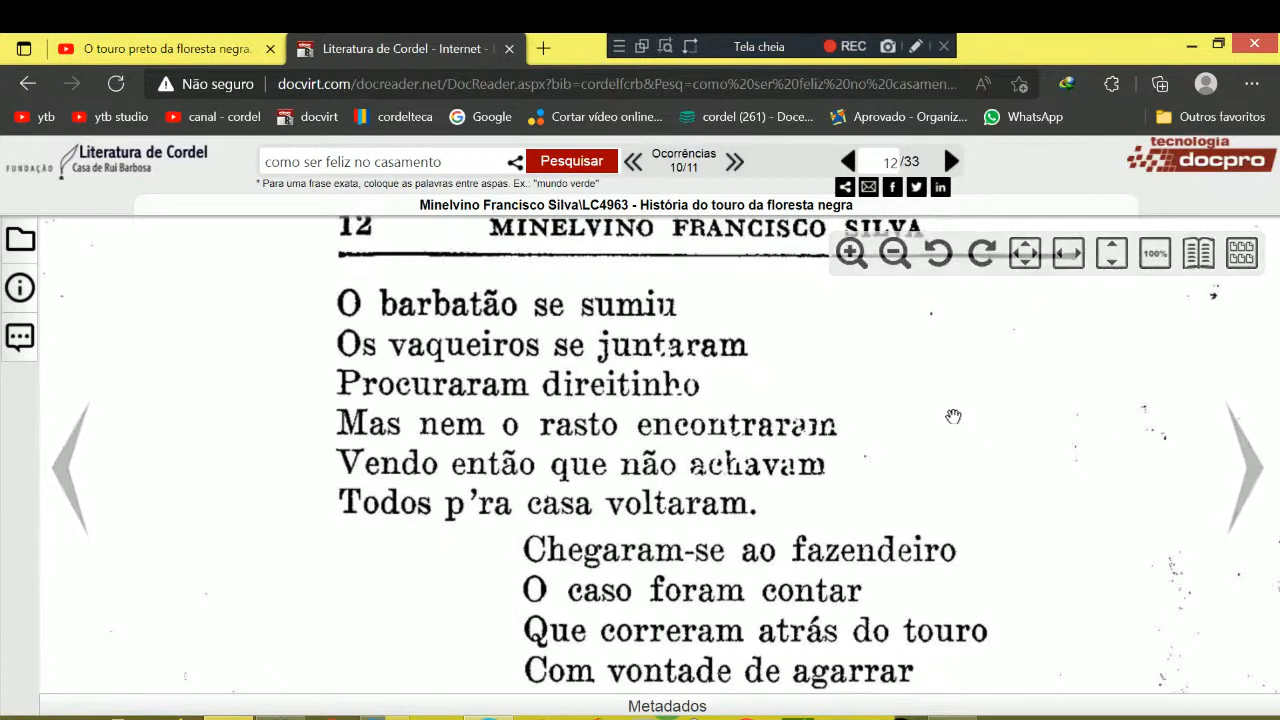 O touro preto da floresta negra
Literatura de Cordel - Internet -
Tela cheia
REC
Não seguro
docvirt.com/docreader.net/DocReader.aspx?bib=cordelfcrb&Pesq=como%20ser%20feliz%20no%20casamen...
ytb
ytb studio
canal - cordel
docvirt
cordelteca
Google
Cortar vídeo online...
cordel (261) - Doce...
Aprovado - Organiz...
WhatsApp
Outros favoritos
FUNDAÇÃO
Literatura de Cordel
Casa de Rui Barbosa
como ser feliz no casamento
Pesquisar
Ocorrências
10/11
12 /33
tecnologia
docpro
* Para uma frase exata, coloque as palavras entre aspas. Ex.: "mundo verde"
Minelvino Francisco Silva\LC4963 - História do touro da floresta negra
12 MINELVINO FRANCISCO SILVA
100%
O barbatão se sumiu
Os vaqueiros se juntaram
Procuraram direitinho
Mas nem o rasto encontraram
Vendo então que não achavam
Todos p'ra casa voltaram.
Chegaram-se ao fazendeiro
O caso foram contar
Que correram atrás do touro
Com vontade de agarrar
Metadados